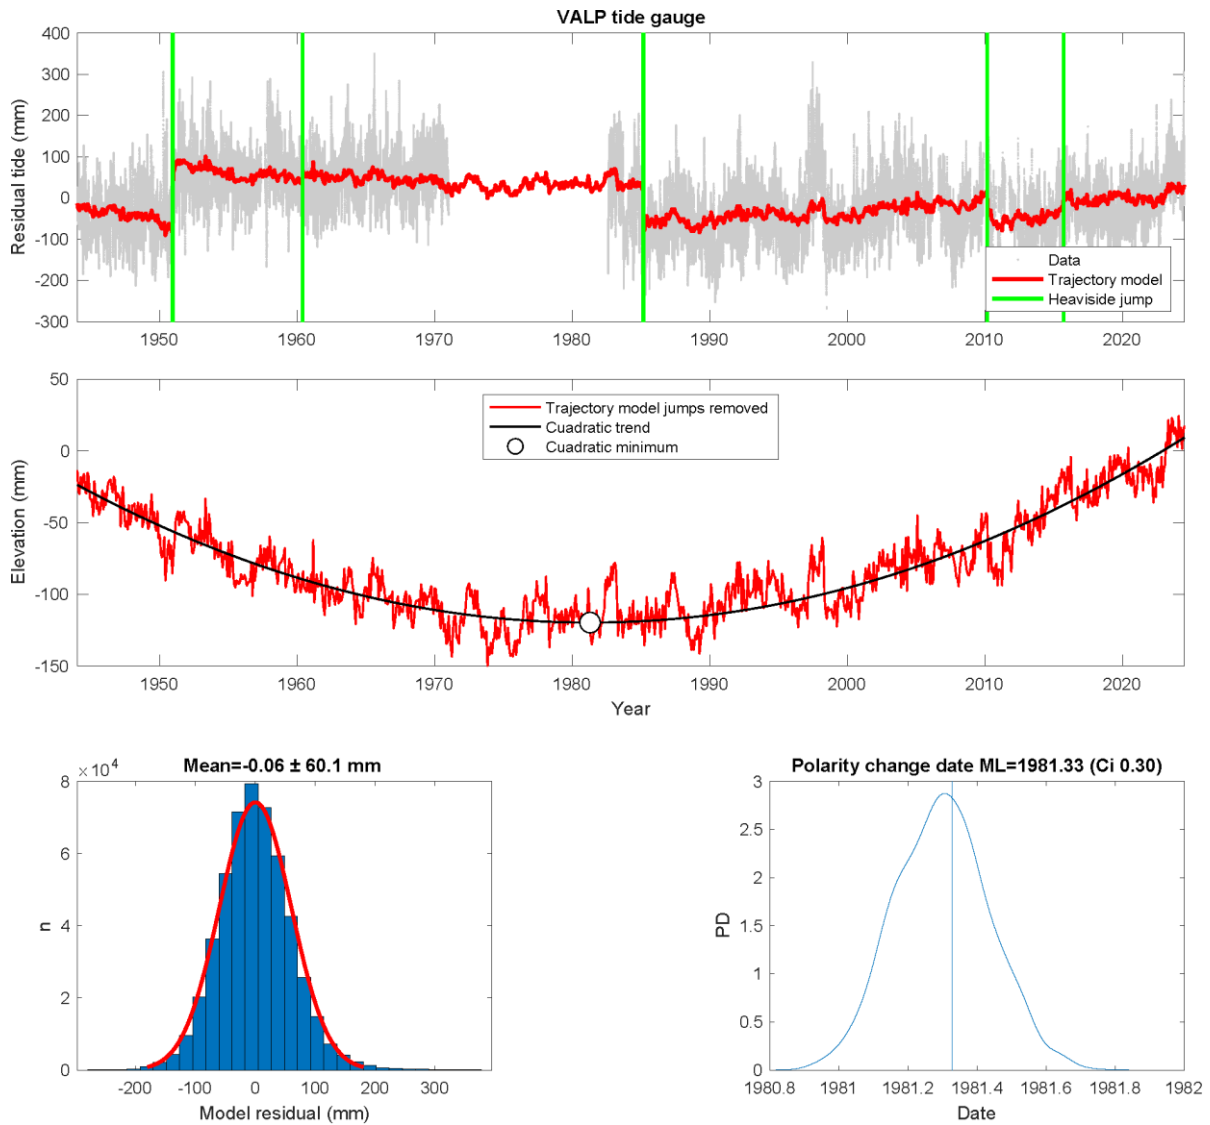 VALP tide gauge
400
300
200
100
0
-100
-200
-300
Residual tide (mm)
Data
Trajectory model
Heaviside jump
1950 1960 1970 1980 1990 2000 2010 2020
50
0
-50
-100
-150
Elevation (mm)
Trajectory model jumps removed
Cuadratic trend
Cuadratic minimum
1950 1960 1970 1980 1990 2000 2010 2020
Year
Mean=-0.06 ± 60.1 mm
×10⁴
8
6
4
2
0
n
-200 -100 0 100 200 300
Model residual (mm)
Polarity change date ML=1981.33 (Ci 0.30)
3
2.5
2
1.5
1
0.5
0
PD
1980.8 1981 1981.2 1981.4 1981.6 1981.8 1982
Date